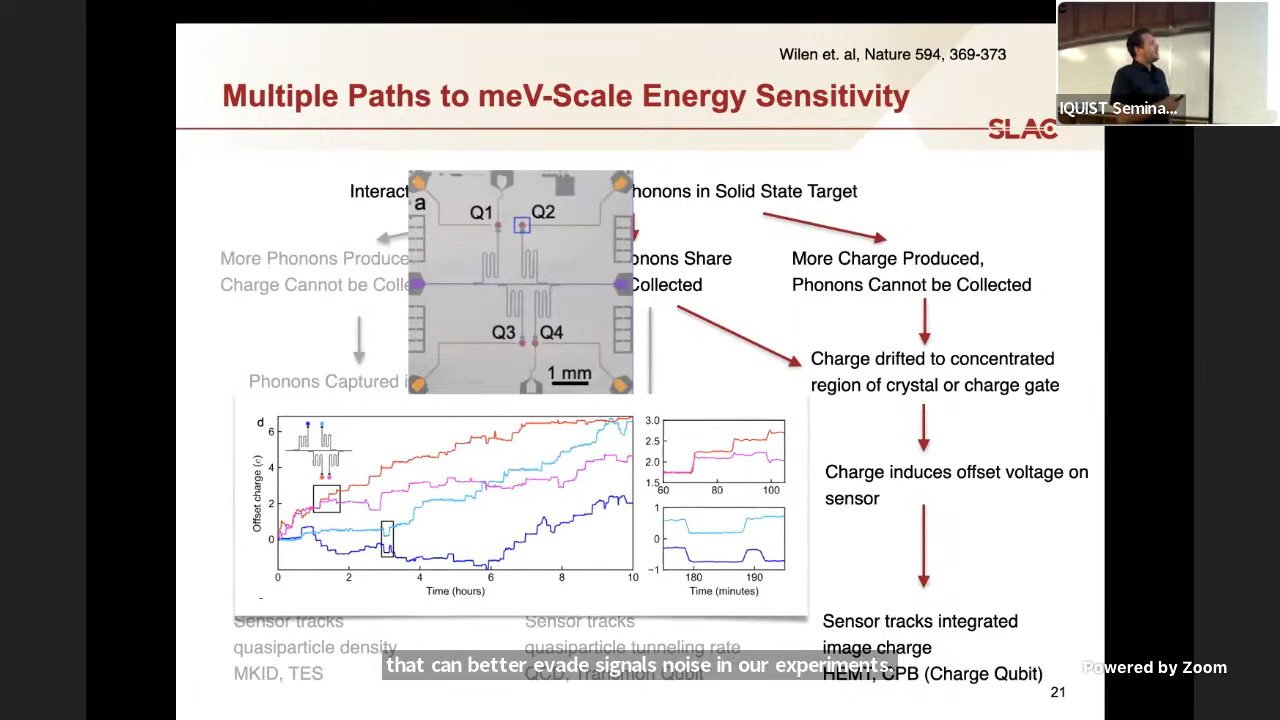 Wilen et. al, Nature 594, 369-373
Multiple Paths to meV-Scale Energy Sensitivity
SLAC
IQUIST Semina...
Interact
honons in Solid State Target
a
Q1
Q2
Q3
Q4
1 mm
More Phonons Produce
Charge Cannot be Colle
onons Share
Collected
More Charge Produced,
Phonons Cannot be Collected
Phonons Captured i
Charge drifted to concentrated
region of crystal or charge gate
Charge induces offset voltage on
sensor
d
Offset charge (e)
6
4
2
0
0 2 4 6 8 10
Time (hours)
3.0
2.5
2.0
1.5
60 80 100
1
0
−1
180 190
Time (minutes)
Sensor tracks
quasiparticle density
MKID, TES
Sensor tracks
quasiparticle tunneling rate
QCD, Transmon Qubit
Sensor tracks integrated
image charge
HEMT, CPB (Charge Qubit)
that can better evade signals noise in our experiments.
Powered by Zoom
21